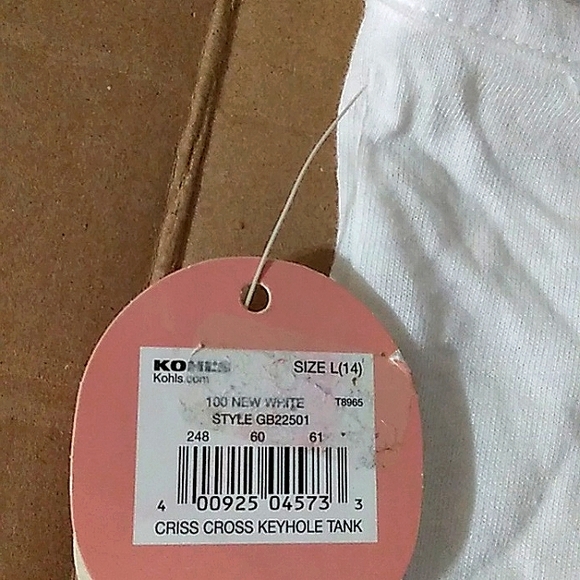 KOHL'S SIZE L(14)
Kohls.com
100 NEW WHITE T8965
STYLE GB22501
248 60 61
4 00925 04573 3
CRISS CROSS KEYHOLE TANK